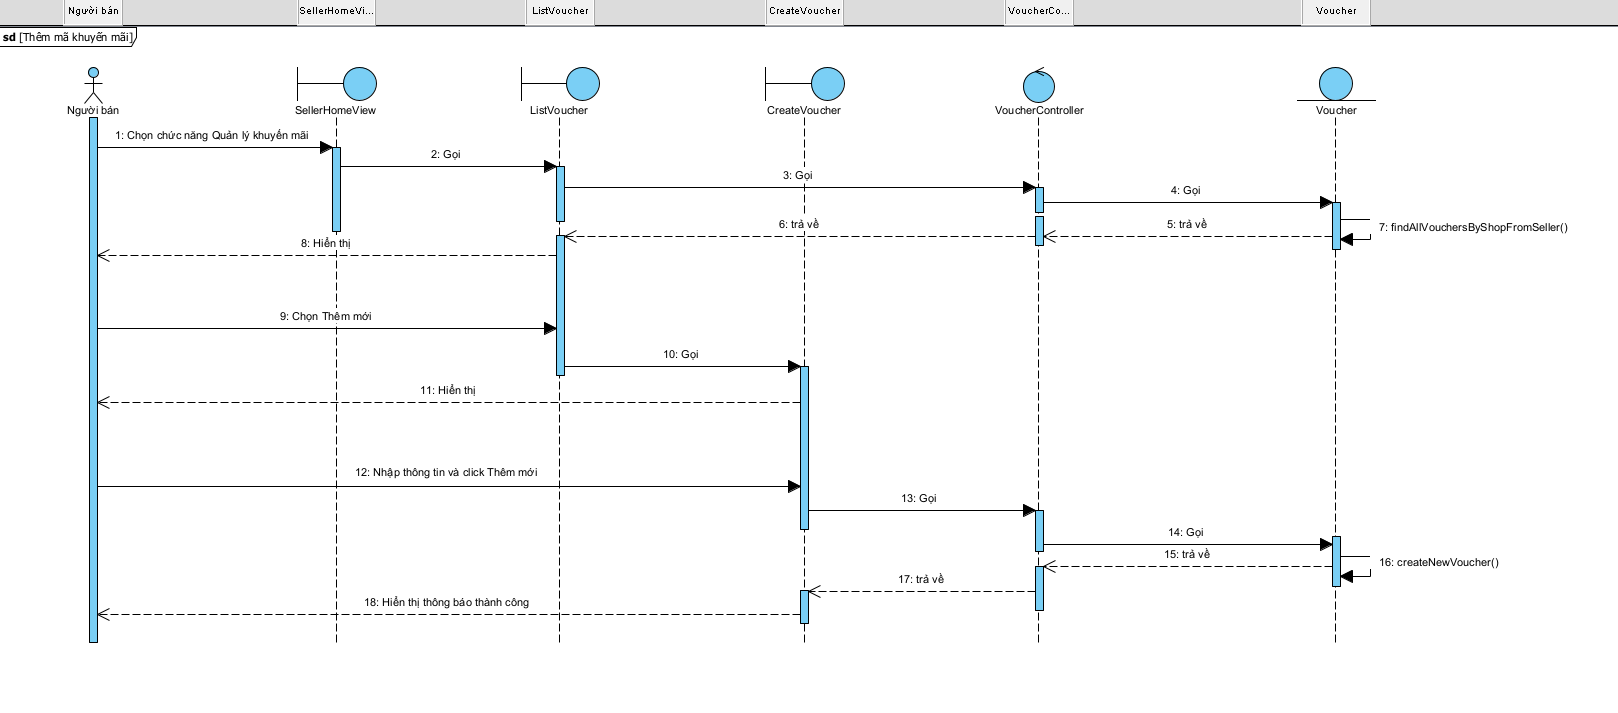 Người bán
SellerHomeVi...
ListVoucher
CreateVoucher
VoucherCo...
Voucher
sd [Thêm mã khuyến mãi]
Người bán
SellerHomeView
ListVoucher
CreateVoucher
VoucherController
Voucher
1: Chọn chức năng Quản lý khuyến mãi
2: Gọi
3: Gọi
4: Gọi
5: trả về
6: trả về
7: findAllVouchersByShopFromSeller()
8: Hiển thị
9: Chọn Thêm mới
10: Gọi
11: Hiển thị
12: Nhập thông tin và click Thêm mới
13: Gọi
14: Gọi
15: trả về
16: createNewVoucher()
17: trả về
18: Hiển thị thông báo thành công